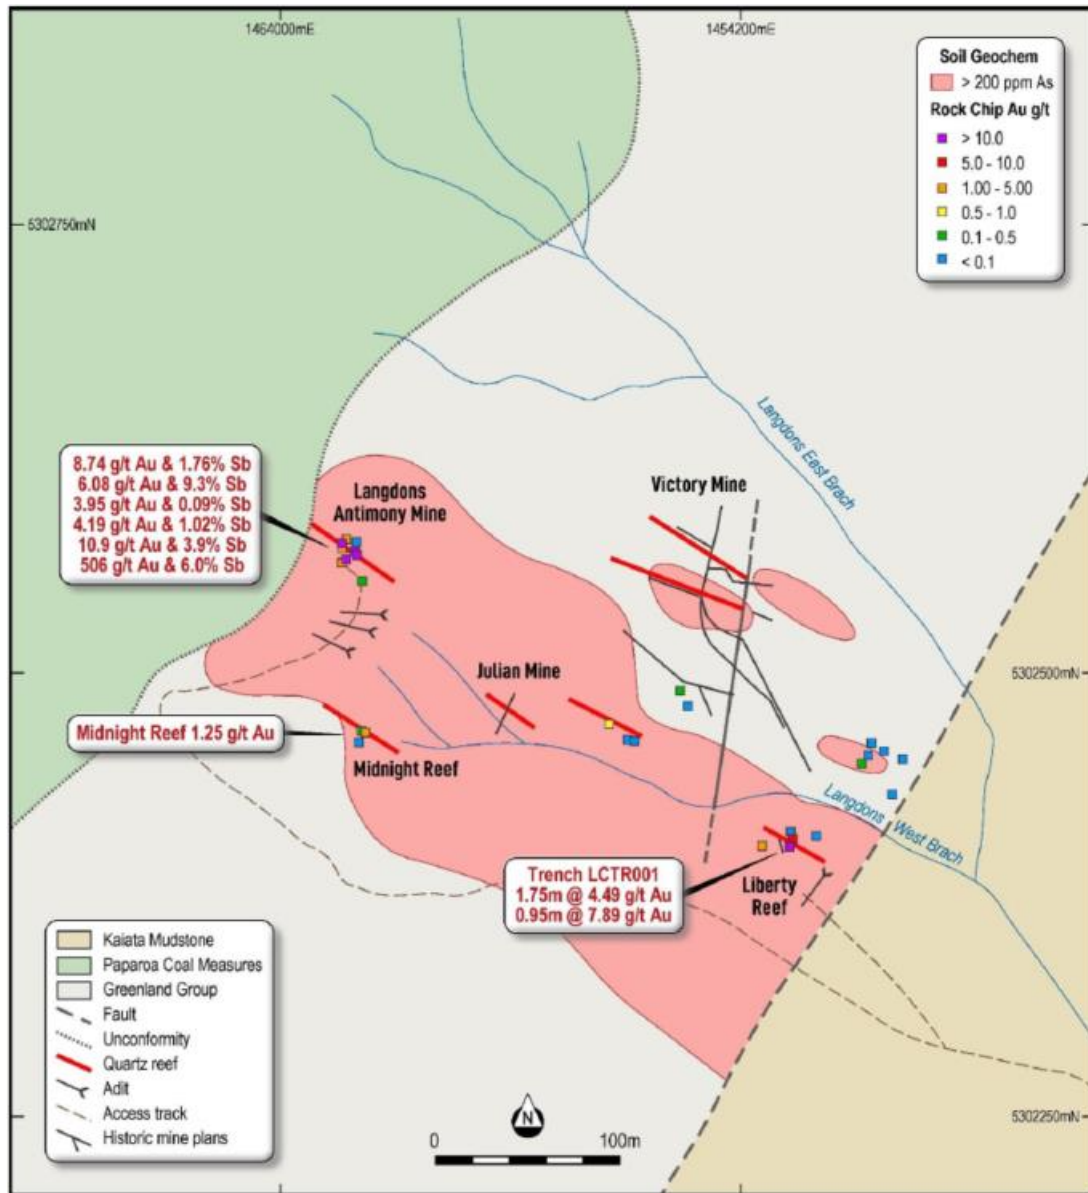 1464000mE
1454200mE
Soil Geochem
> 200 ppm As
Rock Chip Au g/t
> 10.0
5.0 - 10.0
1.00 - 5.00
0.5 - 1.0
0.1 - 0.5
< 0.1
5302750mN
Langdons East Brach
8.74 g/t Au & 1.76% Sb
6.08 g/t Au & 9.3% Sb
3.95 g/t Au & 0.09% Sb
4.19 g/t Au & 1.02% Sb
10.9 g/t Au & 3.9% Sb
506 g/t Au & 6.0% Sb
Langdons
Antimony Mine
Victory Mine
Julian Mine
5302500mN
Midnight Reef 1.25 g/t Au
Midnight Reef
Langdons West Brach
Trench LCTR001
1.75m @ 4.49 g/t Au
0.95m @ 7.89 g/t Au
Liberty
Reef
Kaiata Mudstone
Paparoa Coal Measures
Greenland Group
Fault
Unconformity
Quartz reef
Adit
Access track
Historic mine plans
N
0
100m
5302250mN